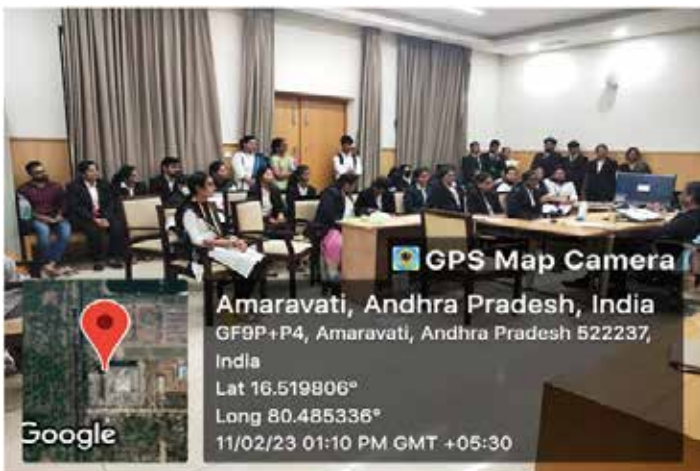 GPS Map Camera
Amaravati, Andhra Pradesh, India
GF9P+P4, Amaravati, Andhra Pradesh 522237,
India
Lat 16.519806°
Long 80.485336°
11/02/23 01:10 PM GMT +05:30
Google